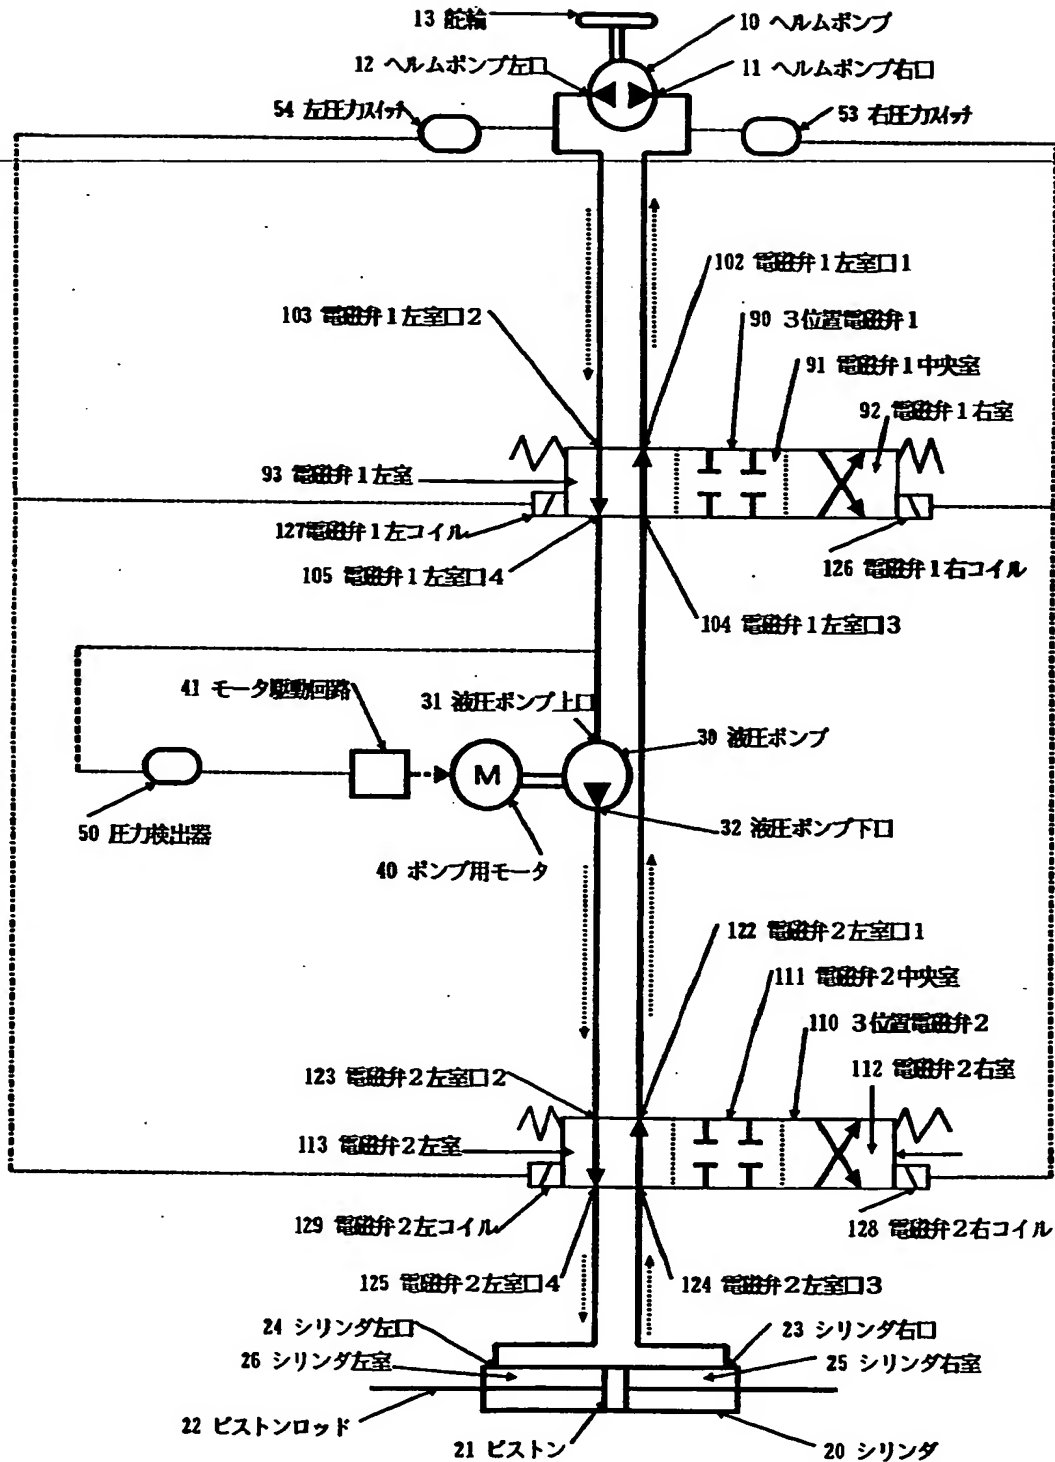 13 舵輪
10 ヘルムポンプ
12 ヘルムポンプ左口
11 ヘルムポンプ右口
54 左圧力スイッチ
53 右圧力スイッチ
102 電磁弁1左室口1
103 電磁弁1左室口2
90 3位置電磁弁1
91 電磁弁1中央室
92 電磁弁1右室
93 電磁弁1左室
127電磁弁1左コイル
126 電磁弁1右コイル
105 電磁弁1左室口4
104 電磁弁1左室口3
41 モータ駆動回路
31 液圧ポンプ上口
30 液圧ポンプ
M
50 圧力検出器
32 液圧ポンプ下口
40 ポンプ用モータ
122 電磁弁2左室口1
111 電磁弁2中央室
110 3位置電磁弁2
123 電磁弁2左室口2
112 電磁弁2右室
113 電磁弁2左室
129 電磁弁2左コイル
128 電磁弁2右コイル
125 電磁弁2左室口4
124 電磁弁2左室口3
24 シリンダ左口
23 シリンダ右口
26 シリンダ左室
25 シリンダ右室
22 ピストンロッド
21 ピストン
20 シリンダ